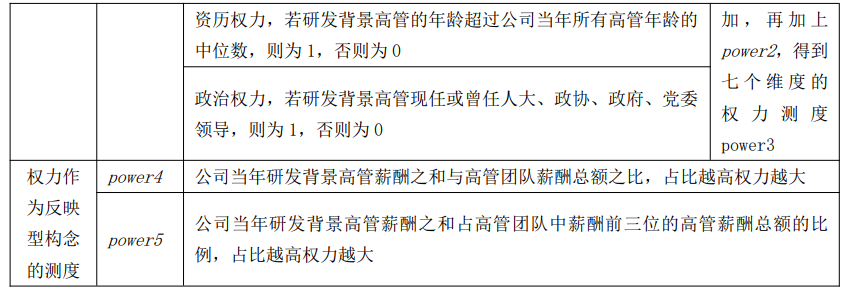 资历权力，若研发背景高管的年龄超过公司当年所有高管年龄的
中位数，则为 1，否则为 0
政治权力，若研发背景高管现任或曾任人大、政协、政府、党委
领导，则为 1，否则为 0
加，再加上
power2，得到
七个维度的
权力测度
power3
权力作
为反映
型构念
的测度
power4
公司当年研发背景高管薪酬之和与高管团队薪酬总额之比，占比越高权力越大
power5
公司当年研发背景高管薪酬之和占高管团队中薪酬前三位的高管薪酬总额的比
例，占比越高权力越大